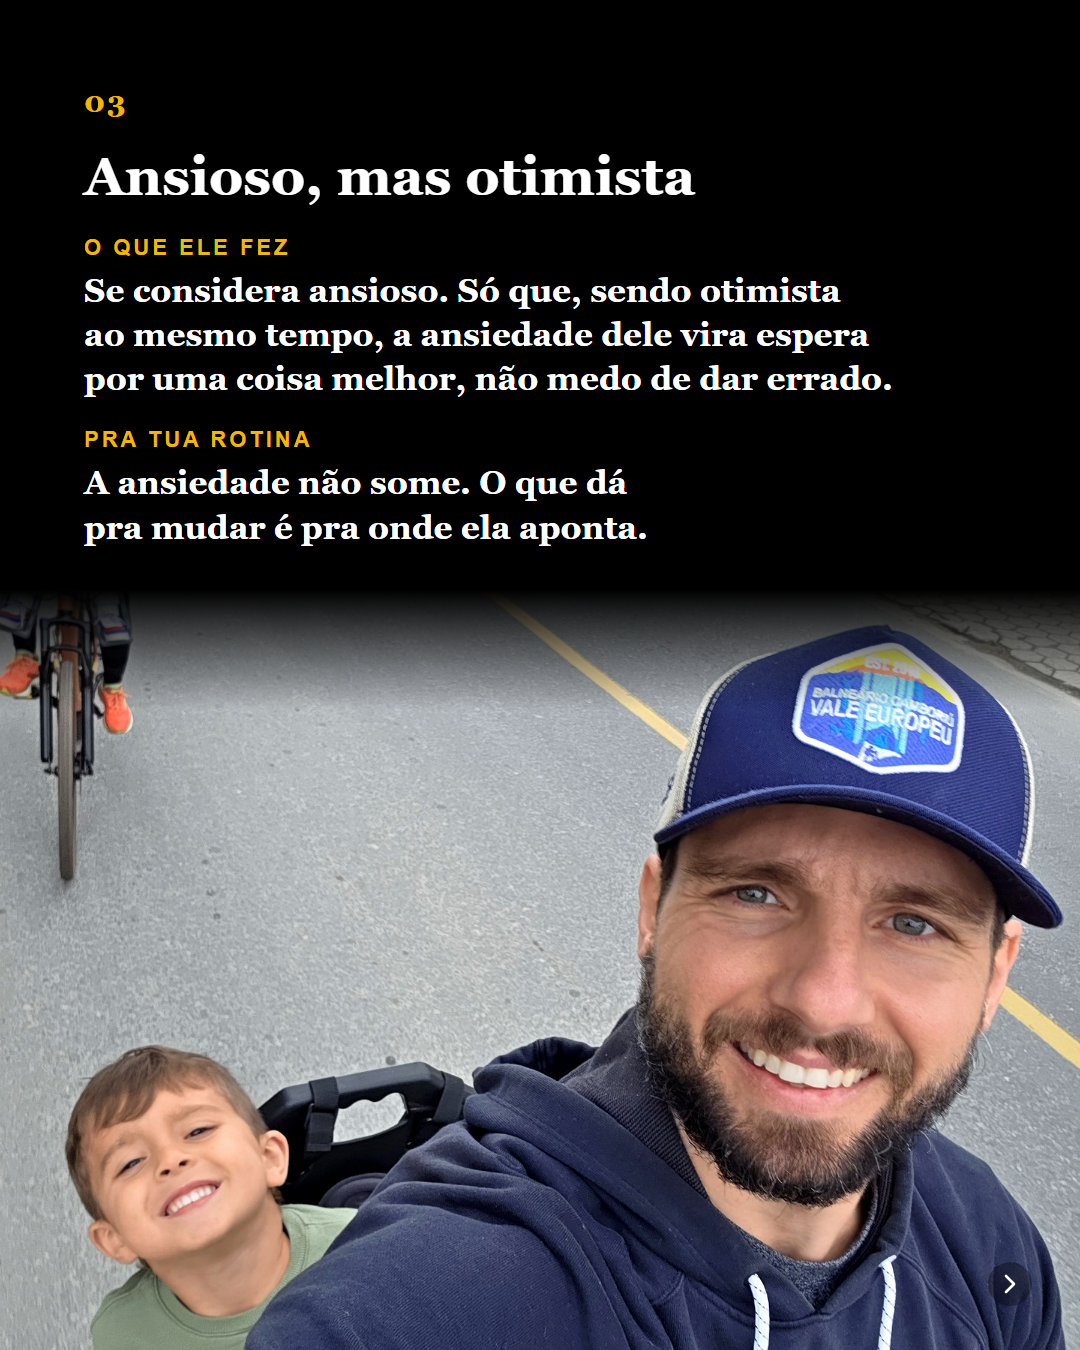 03
Ansioso, mas otimista
O QUE ELE FEZ
Se considera ansioso. Só que, sendo otimista
ao mesmo tempo, a ansiedade dele vira espera
por uma coisa melhor, não medo de dar errado.
PRA TUA ROTINA
A ansiedade não some. O que dá
pra mudar é pra onde ela aponta.
BALNEÁRIO CAMBORIÚ
VALE EUROPEU